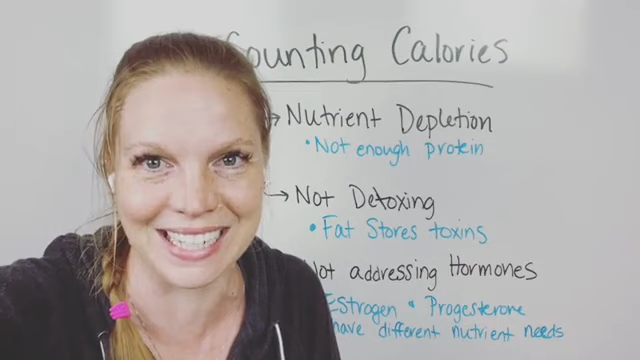 Counting Calories
Nutrient Depletion
• Not enough protein
Not Detoxing
• Fat Stores toxins
Not addressing Hormones
Estrogen & Progesterone
have different nutrient needs